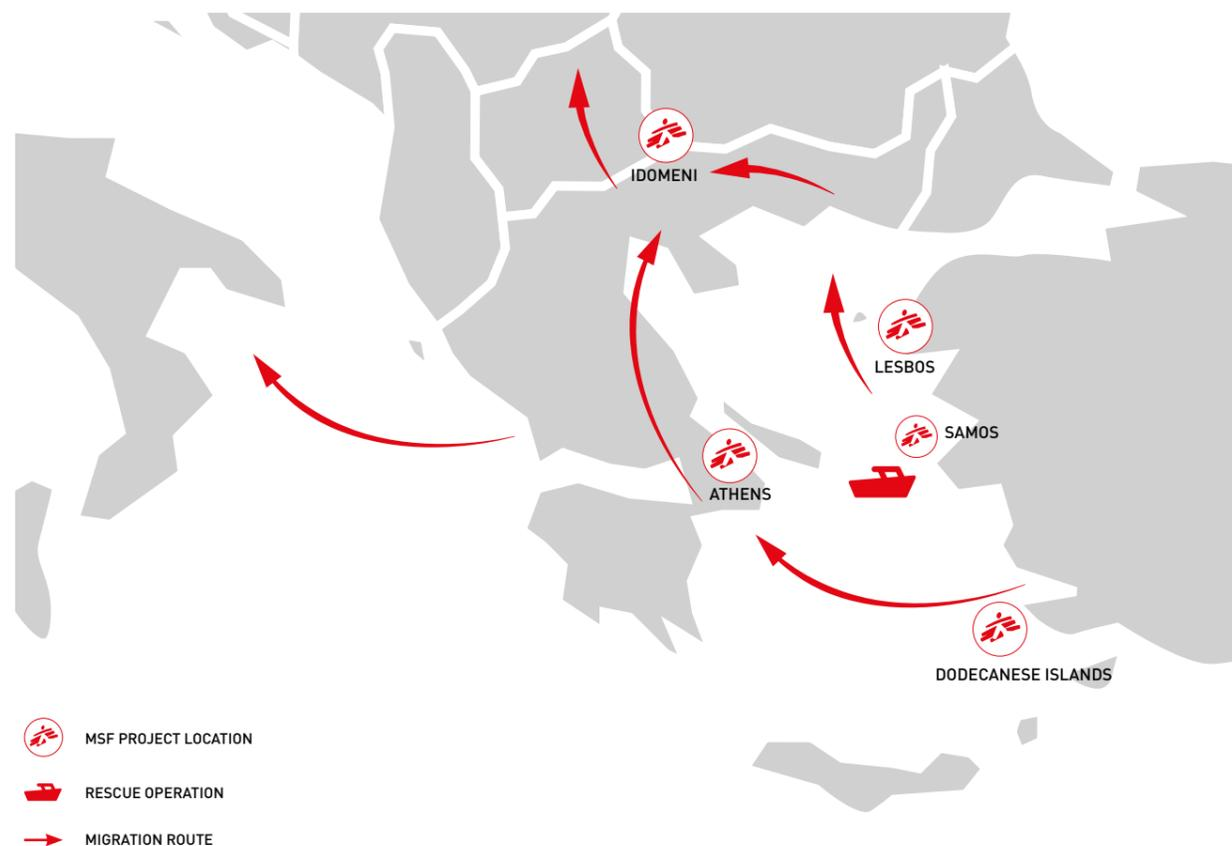 IDOMENI
LESBOS
SAMOS
ATHENS
DODECANESE ISLANDS
MSF PROJECT LOCATION
RESCUE OPERATION
MIGRATION ROUTE